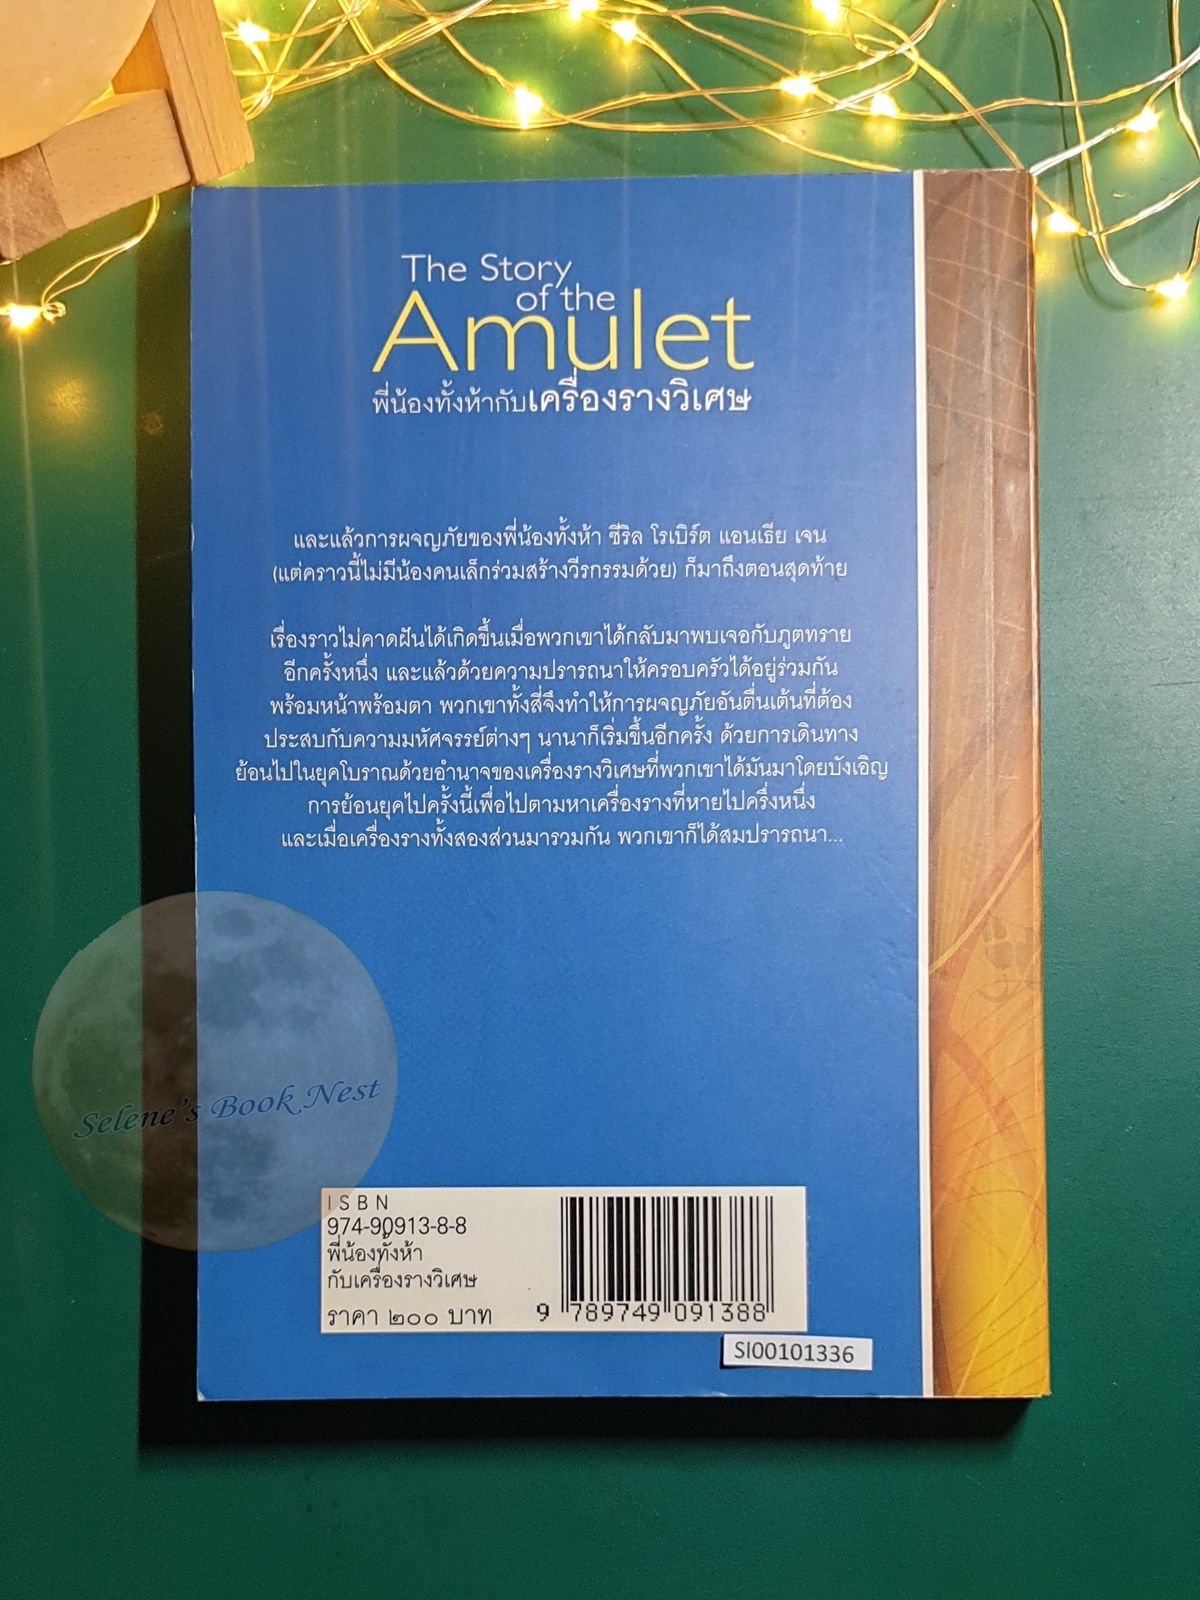 The Story
of the
Amulet
พี่น้องทั้งห้ากับเครื่องรางวิเศษ
และแล้วการผจญภัยของพี่น้องทั้งห้า ซีริล โรเบิร์ต แอนเธีย เจน
(แต่คราวนี้ไม่มีน้องคนเล็กร่วมสร้างวีรกรรมด้วย) ก็มาถึงตอนสุดท้าย
เรื่องราวไม่คาดฝันได้เกิดขึ้นเมื่อพวกเขาได้กลับมาพบเจอกับภูตทราย
อีกครั้งหนึ่ง และแล้วด้วยความปรารถนาให้ครอบครัวได้อยู่ร่วมกัน
พร้อมหน้าพร้อมตา พวกเขาทั้งสี่จึงทำให้การผจญภัยอันตื่นเต้นที่ต้อง
ประสบกับความมหัศจรรย์ต่างๆ นานาก็เริ่มขึ้นอีกครั้ง ด้วยการเดินทาง
ย้อนไปในยุคโบราณด้วยอำนาจของเครื่องรางวิเศษที่พวกเขาได้มันมาโดยบังเอิญ
การย้อนยุคไปครั้งนี้เพื่อไปตามหาเครื่องรางที่หายไปครึ่งหนึ่ง
และเมื่อเครื่องรางทั้งสองส่วนมารวมกัน พวกเขาก็ได้สมปรารถนา...
Selene's Book Nest
ISBN
974-90913-8-8
พี่น้องทั้งห้า
กับเครื่องรางวิเศษ
ราคา ๒๐๐ บาท
9 789749 091388
SI00101336